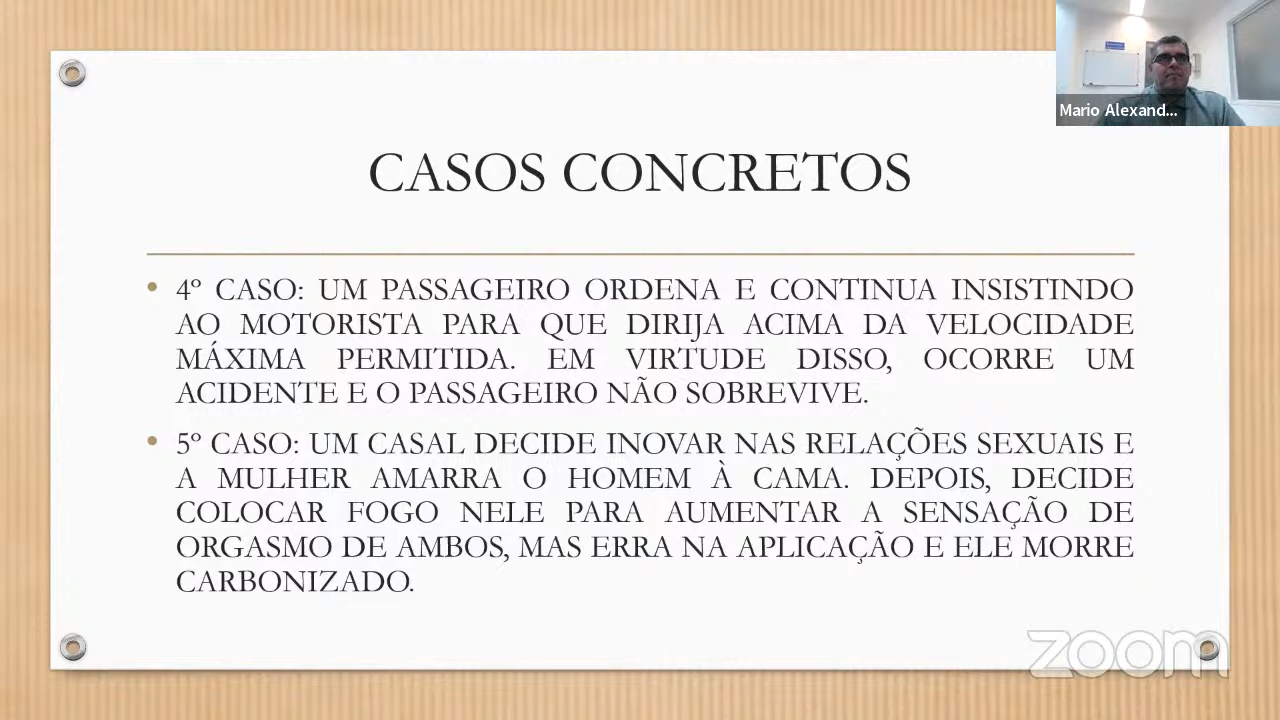 Mario Alexand...
CASOS CONCRETOS
• 4º CASO: UM PASSAGEIRO ORDENA E CONTINUA INSISTINDO
AO MOTORISTA PARA QUE DIRIJA ACIMA DA VELOCIDADE
MÁXIMA PERMITIDA. EM VIRTUDE DISSO, OCORRE UM
ACIDENTE E O PASSAGEIRO NÃO SOBREVIVE.
• 5º CASO: UM CASAL DECIDE INOVAR NAS RELAÇÕES SEXUAIS E
A MULHER AMARRA O HOMEM À CAMA. DEPOIS, DECIDE
COLOCAR FOGO NELE PARA AUMENTAR A SENSAÇÃO DE
ORGASMO DE AMBOS, MAS ERRA NA APLICAÇÃO E ELE MORRE
CARBONIZADO.
zoom